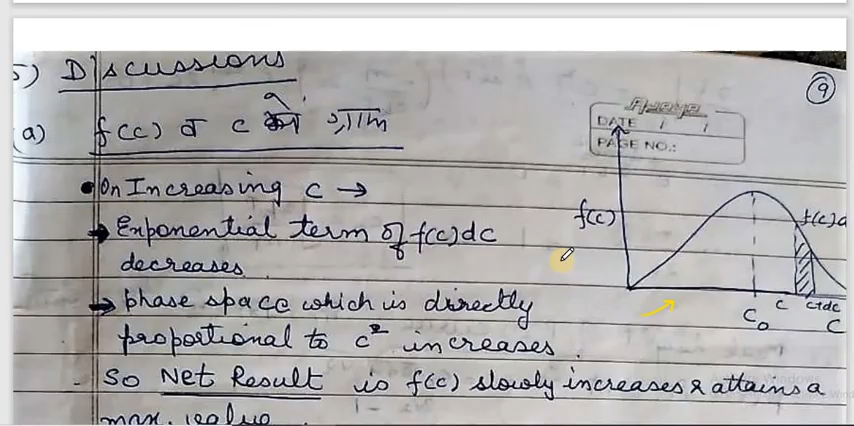 5) Discussions
9
(a) f(c) व c का ग्राम
Ajeya
DATE / /
PAGE NO.:
• On Increasing c →
→ Exponential term of f(c)dc
decreases.
→ phase space which is directly
proportional to c² increases.
So Net Result is f(c) slowly increases & attains a
max. value
f(c)
f(c)d
C₀
c
c+dc
C